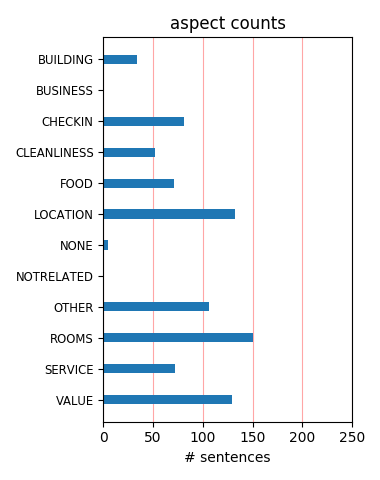 aspect counts
BUILDING
BUSINESS
CHECKIN
CLEANLINESS
FOOD
LOCATION
NONE
NOTRELATED
OTHER
ROOMS
SERVICE
VALUE
0 50 100 150 200 250
# sentences